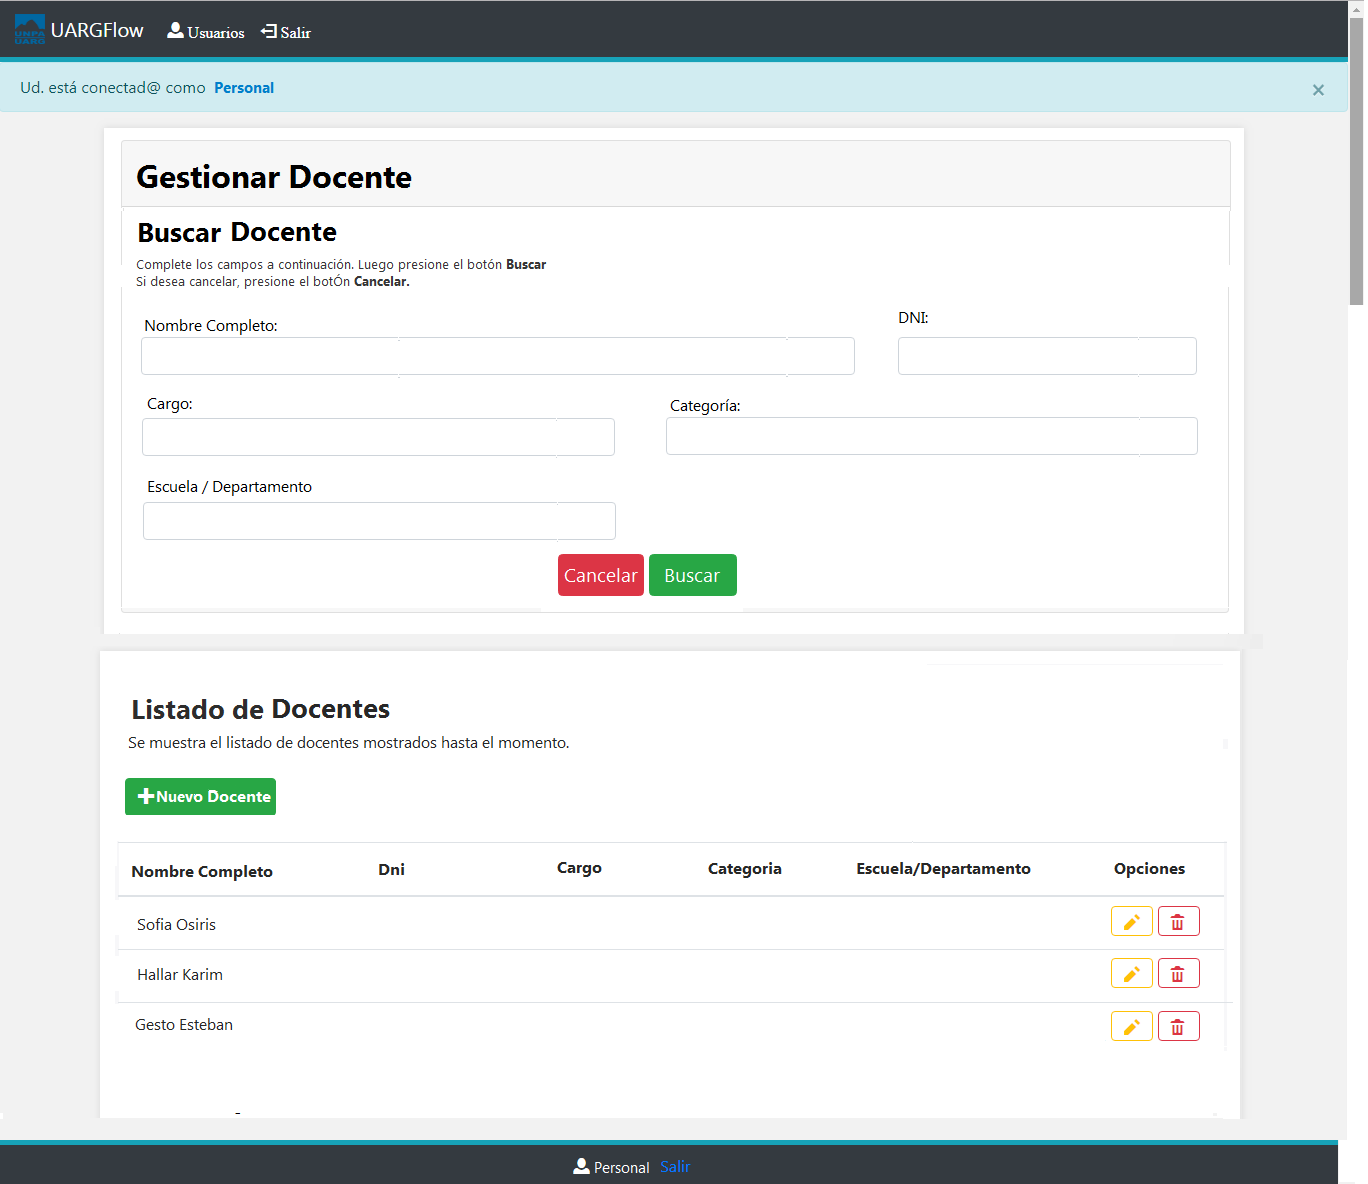 UNPA
UARG
UARGFlow Usuarios Salir
Ud. está conectad@ como Personal ×
Gestionar Docente
Buscar Docente
Complete los campos a continuación. Luego presione el botón Buscar
Si desea cancelar, presione el botÓn Cancelar.
Nombre Completo: DNI:
Cargo: Categoría:
Escuela / Departamento
Cancelar Buscar
Listado de Docentes
Se muestra el listado de docentes mostrados hasta el momento.
Nuevo Docente
Nombre Completo Dni Cargo Categoria Escuela/Departamento Opciones
Sofia Osiris
Hallar Karim
Gesto Esteban
Personal Salir